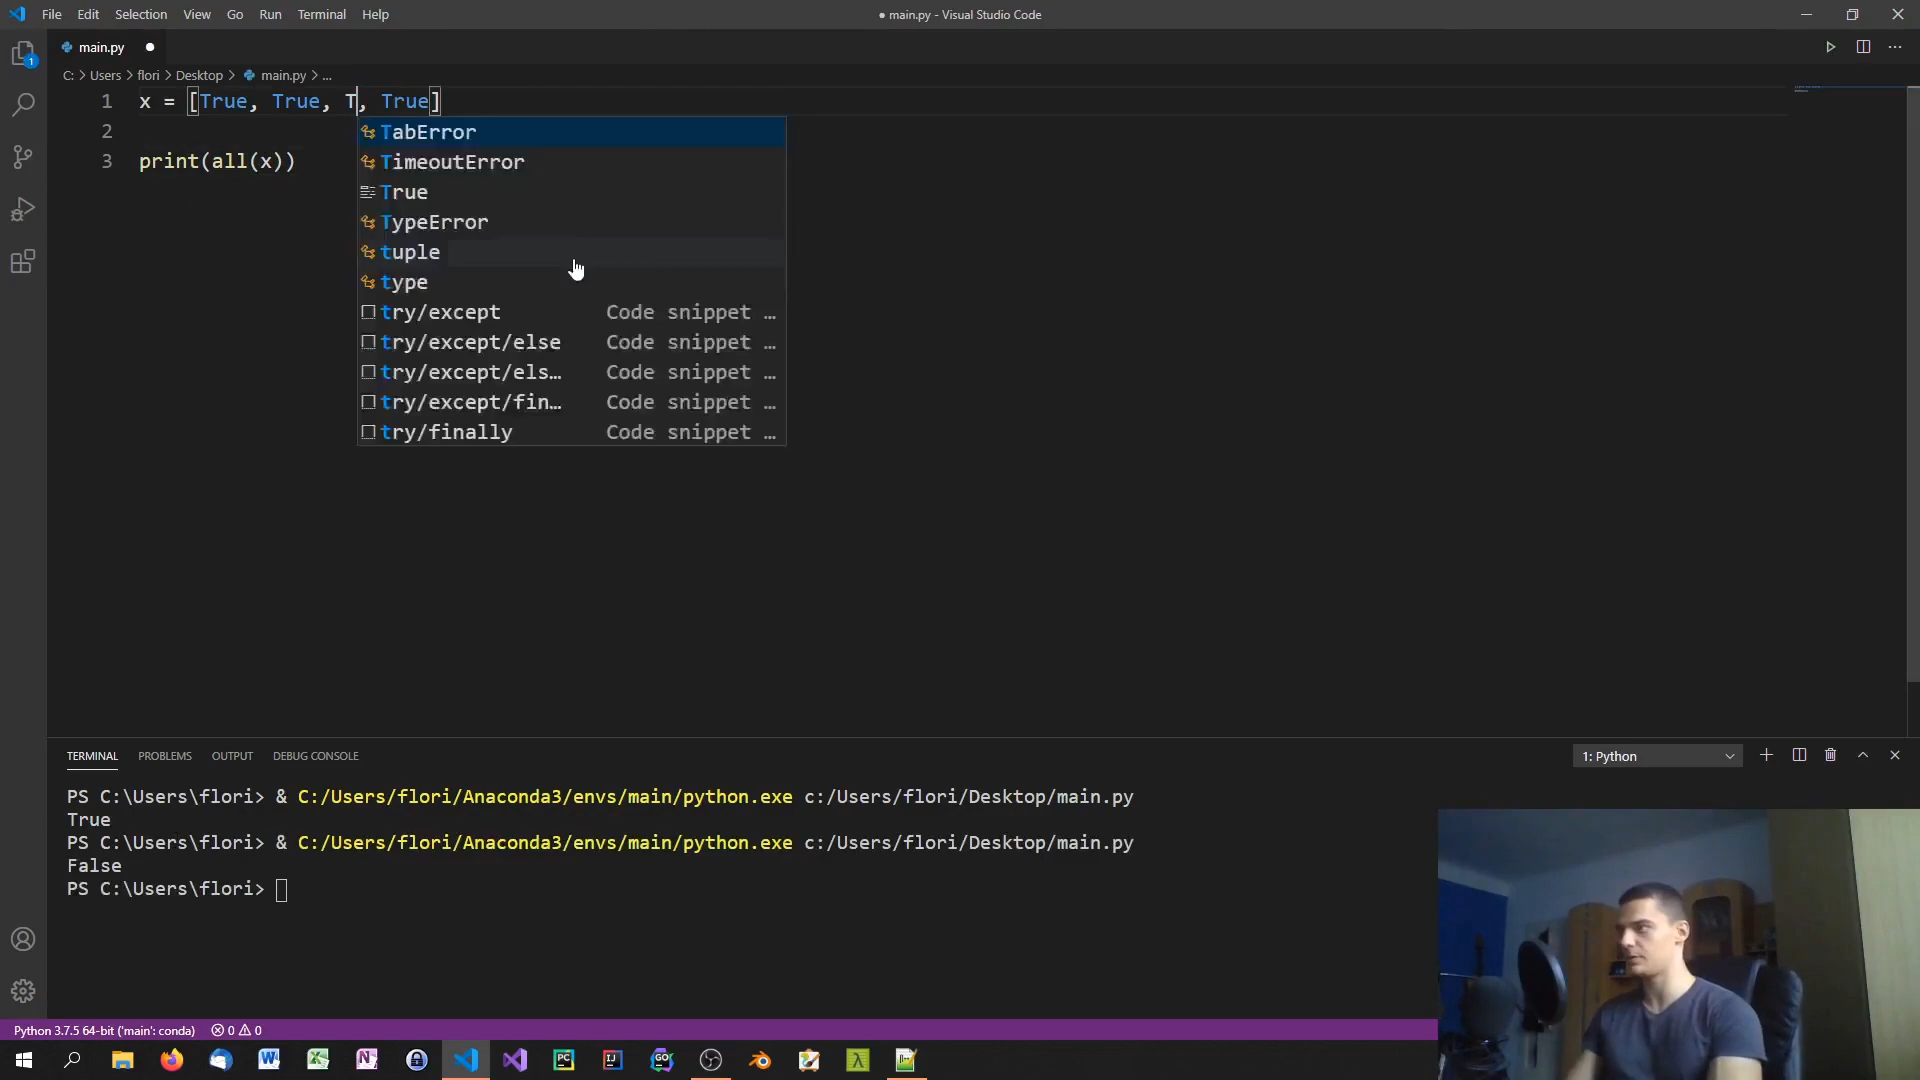 File Edit Selection View Go Run Terminal Help
● main.py - Visual Studio Code
main.py
1
C: > Users > flori > Desktop > main.py > ...
1 x = [True, True, T, True]
2
3 print(all(x))
TabError
TimeoutError
True
TypeError
tuple
type
try/except Code snippet …
try/except/else Code snippet …
try/except/els… Code snippet …
try/except/fin… Code snippet …
try/finally Code snippet …
TERMINAL PROBLEMS OUTPUT DEBUG CONSOLE
1: Python
PS C:\Users\flori> & C:/Users/flori/Anaconda3/envs/main/python.exe c:/Users/flori/Desktop/main.py
True
PS C:\Users\flori> & C:/Users/flori/Anaconda3/envs/main/python.exe c:/Users/flori/Desktop/main.py
False
PS C:\Users\flori>
Python 3.7.5 64-bit ('main': conda) 0 0
W X N PC IJ GO λ